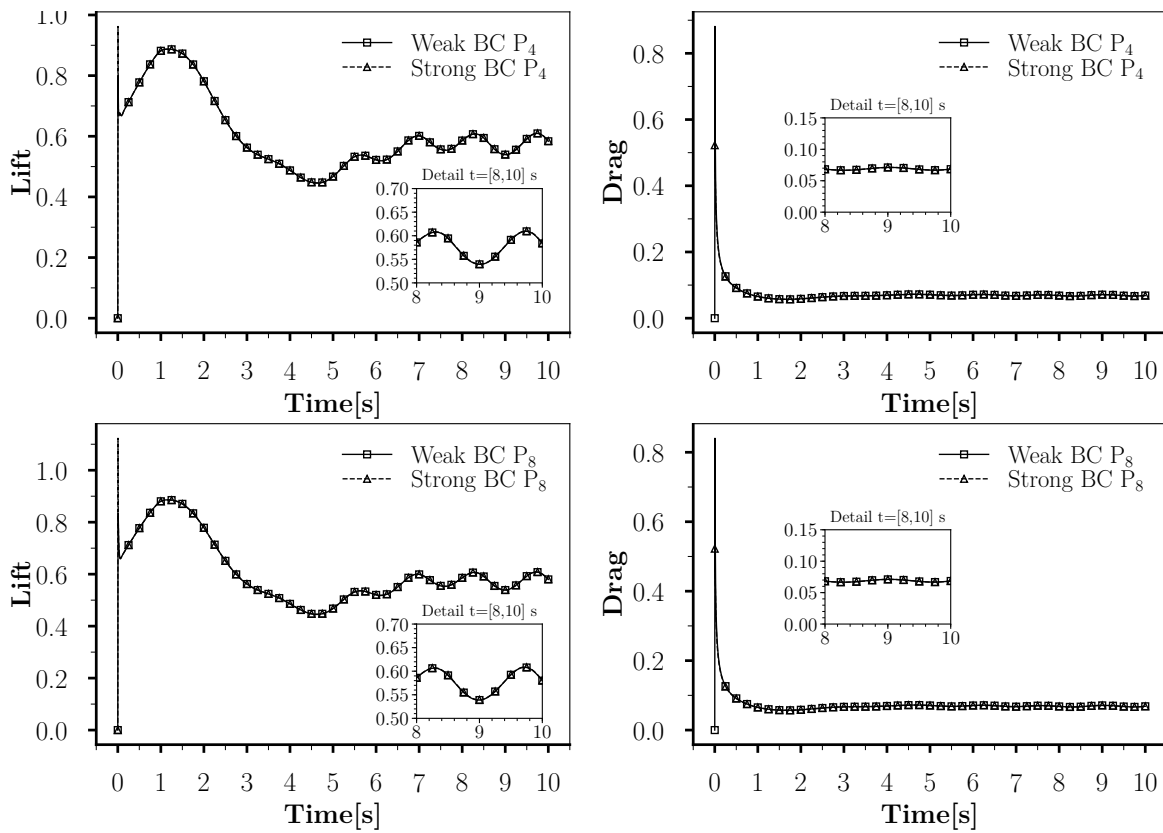 Weak BC P₄
Strong BC P₄
Detail t=[8,10] s
0.70
0.65
0.60
0.55
0.50
8 9 10
1.0
0.8
0.6
0.4
0.2
0.0
Lift
0 1 2 3 4 5 6 7 8 9 10
Time[s]
Weak BC P₄
Strong BC P₄
Detail t=[8,10] s
0.15
0.10
0.05
0.00
8 9 10
0.8
0.6
0.4
0.2
0.0
Drag
0 1 2 3 4 5 6 7 8 9 10
Time[s]
Weak BC P₈
Strong BC P₈
Detail t=[8,10] s
0.70
0.65
0.60
0.55
0.50
8 9 10
1.0
0.8
0.6
0.4
0.2
0.0
Lift
0 1 2 3 4 5 6 7 8 9 10
Time[s]
Weak BC P₈
Strong BC P₈
Detail t=[8,10] s
0.15
0.10
0.05
0.00
8 9 10
0.8
0.6
0.4
0.2
0.0
Drag
0 1 2 3 4 5 6 7 8 9 10
Time[s]